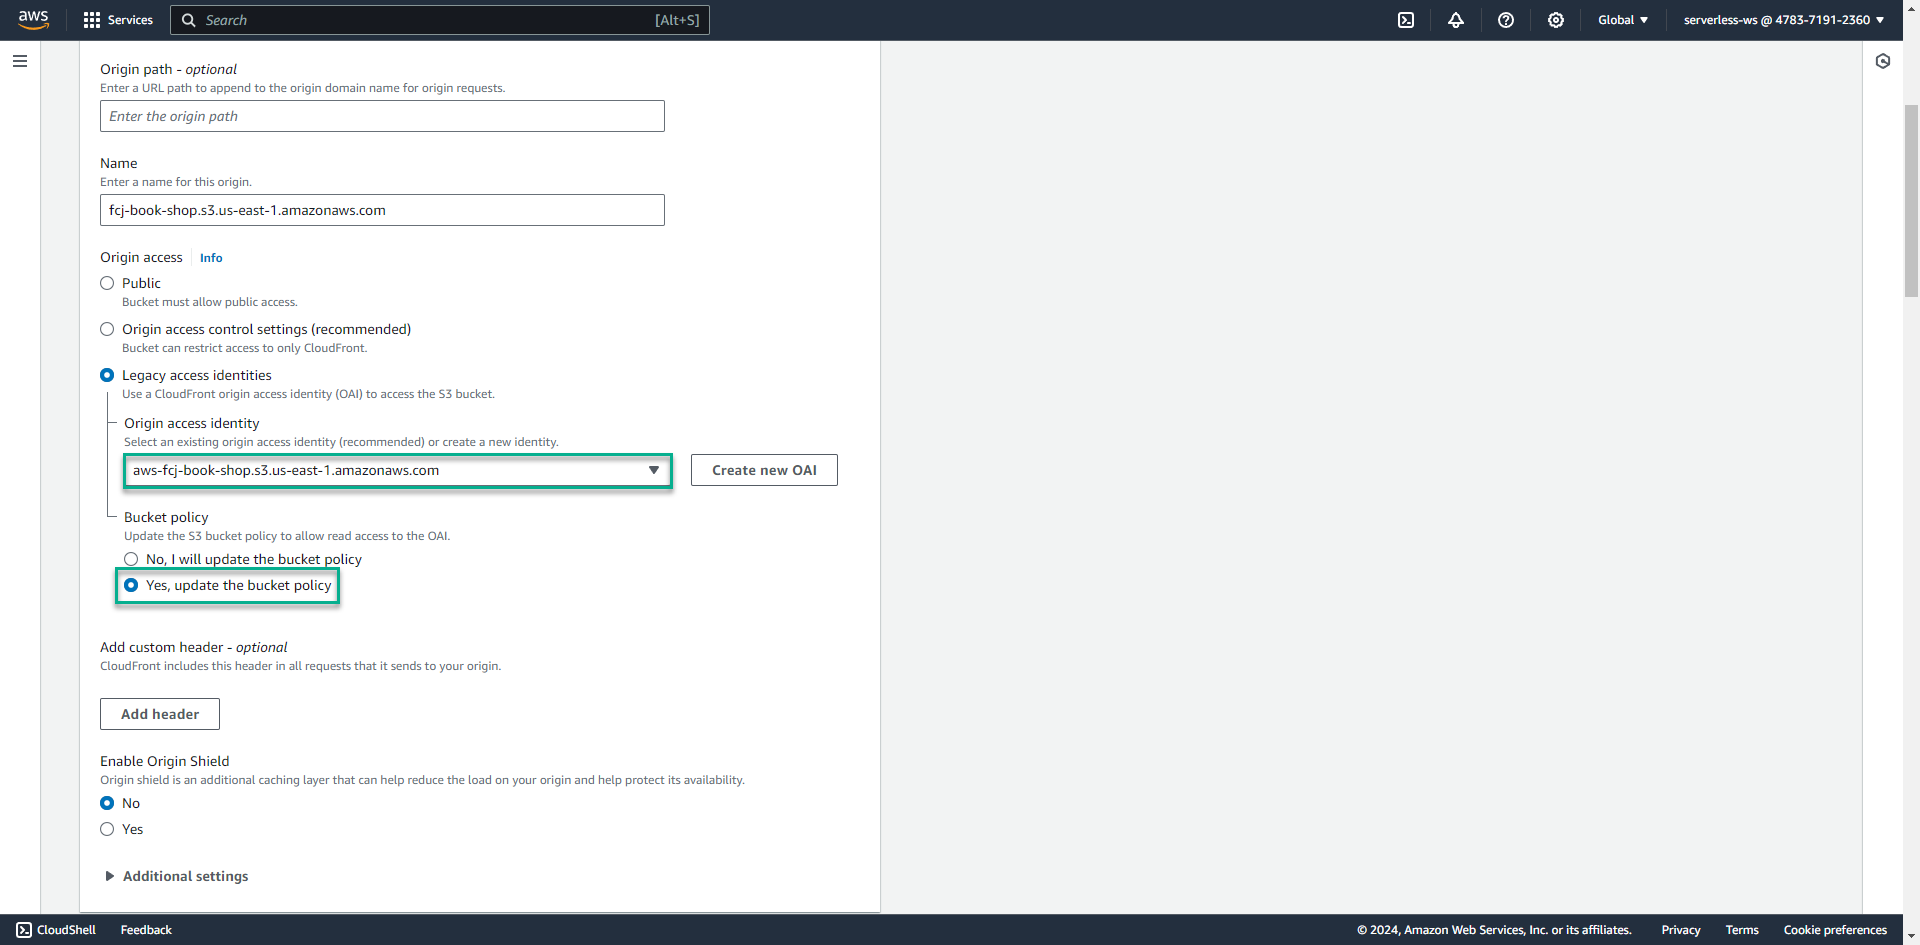 aws
Services
Search
[Alt+S]
Global
serverless-ws @ 4783-7191-2360
Origin path - optional
Enter a URL path to append to the origin domain name for origin requests.
Enter the origin path
Name
Enter a name for this origin.
fcj-book-shop.s3.us-east-1.amazonaws.com
Origin access
Info
Public
Bucket must allow public access.
Origin access control settings (recommended)
Bucket can restrict access to only CloudFront.
Legacy access identities
Use a CloudFront origin access identity (OAI) to access the S3 bucket.
Origin access identity
Select an existing origin access identity (recommended) or create a new identity.
aws-fcj-book-shop.s3.us-east-1.amazonaws.com
Create new OAI
Bucket policy
Update the S3 bucket policy to allow read access to the OAI.
No, I will update the bucket policy
Yes, update the bucket policy
Add custom header - optional
CloudFront includes this header in all requests that it sends to your origin.
Add header
Enable Origin Shield
Origin shield is an additional caching layer that can help reduce the load on your origin and help protect its availability.
No
Yes
Additional settings
CloudShell
Feedback
© 2024, Amazon Web Services, Inc. or its affiliates.
Privacy
Terms
Cookie preferences